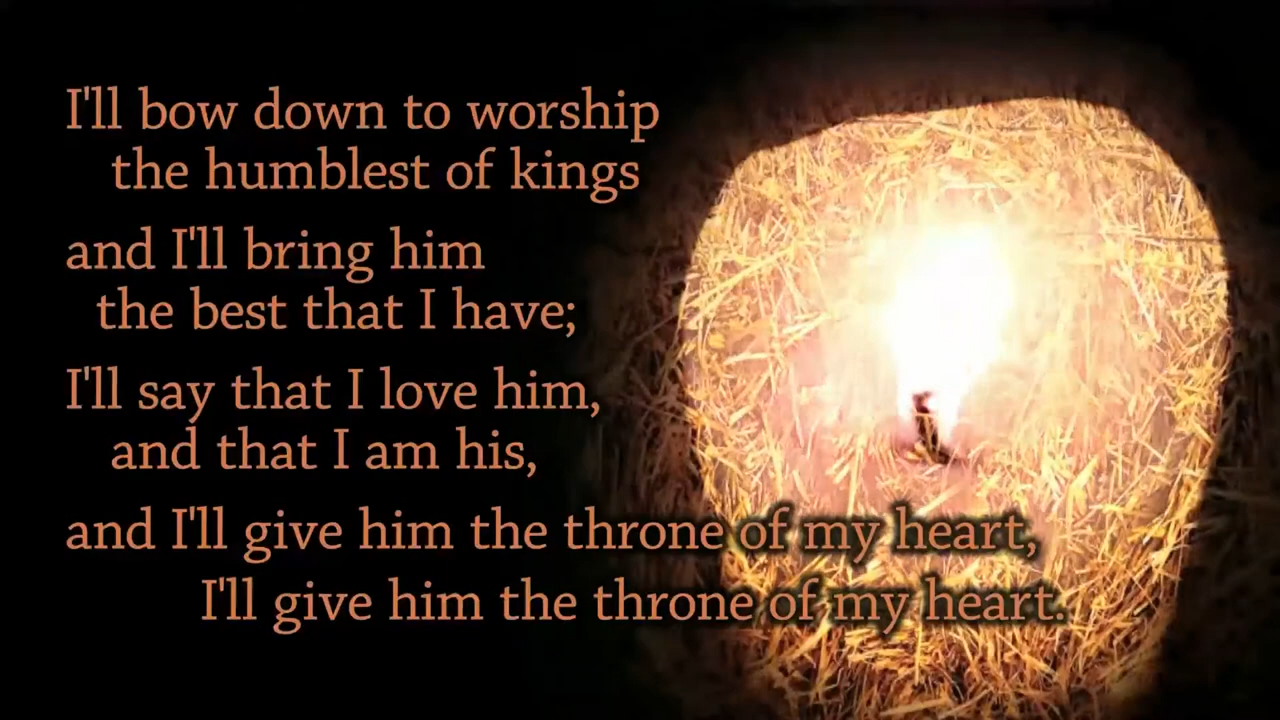 I'll bow down to worship
the humblest of kings
and I'll bring him
the best that I have;
I'll say that I love him,
and that I am his,
and I'll give him the throne of my heart,
I'll give him the throne of my heart.